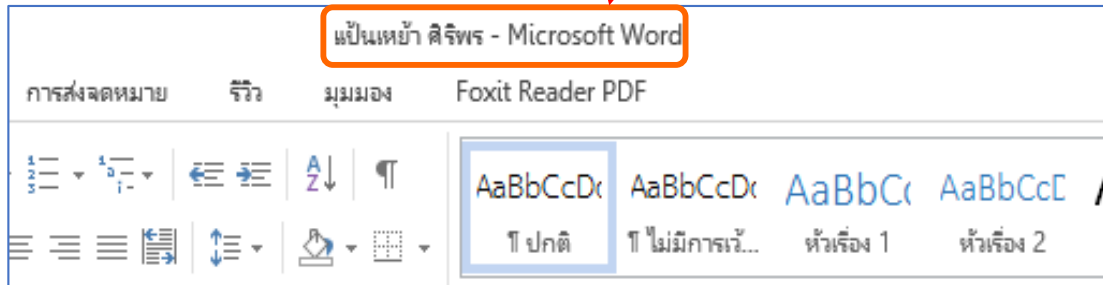 แป้นเหย้า ศิริพร - Microsoft Word
การส่งจดหมาย รีวิว มุมมอง Foxit Reader PDF
AaBbCcDc AaBbCcDc AaBbCc AaBbCcD
¶ ปกติ ¶ ไม่มีการเว้... หัวเรื่อง 1 หัวเรื่อง 2